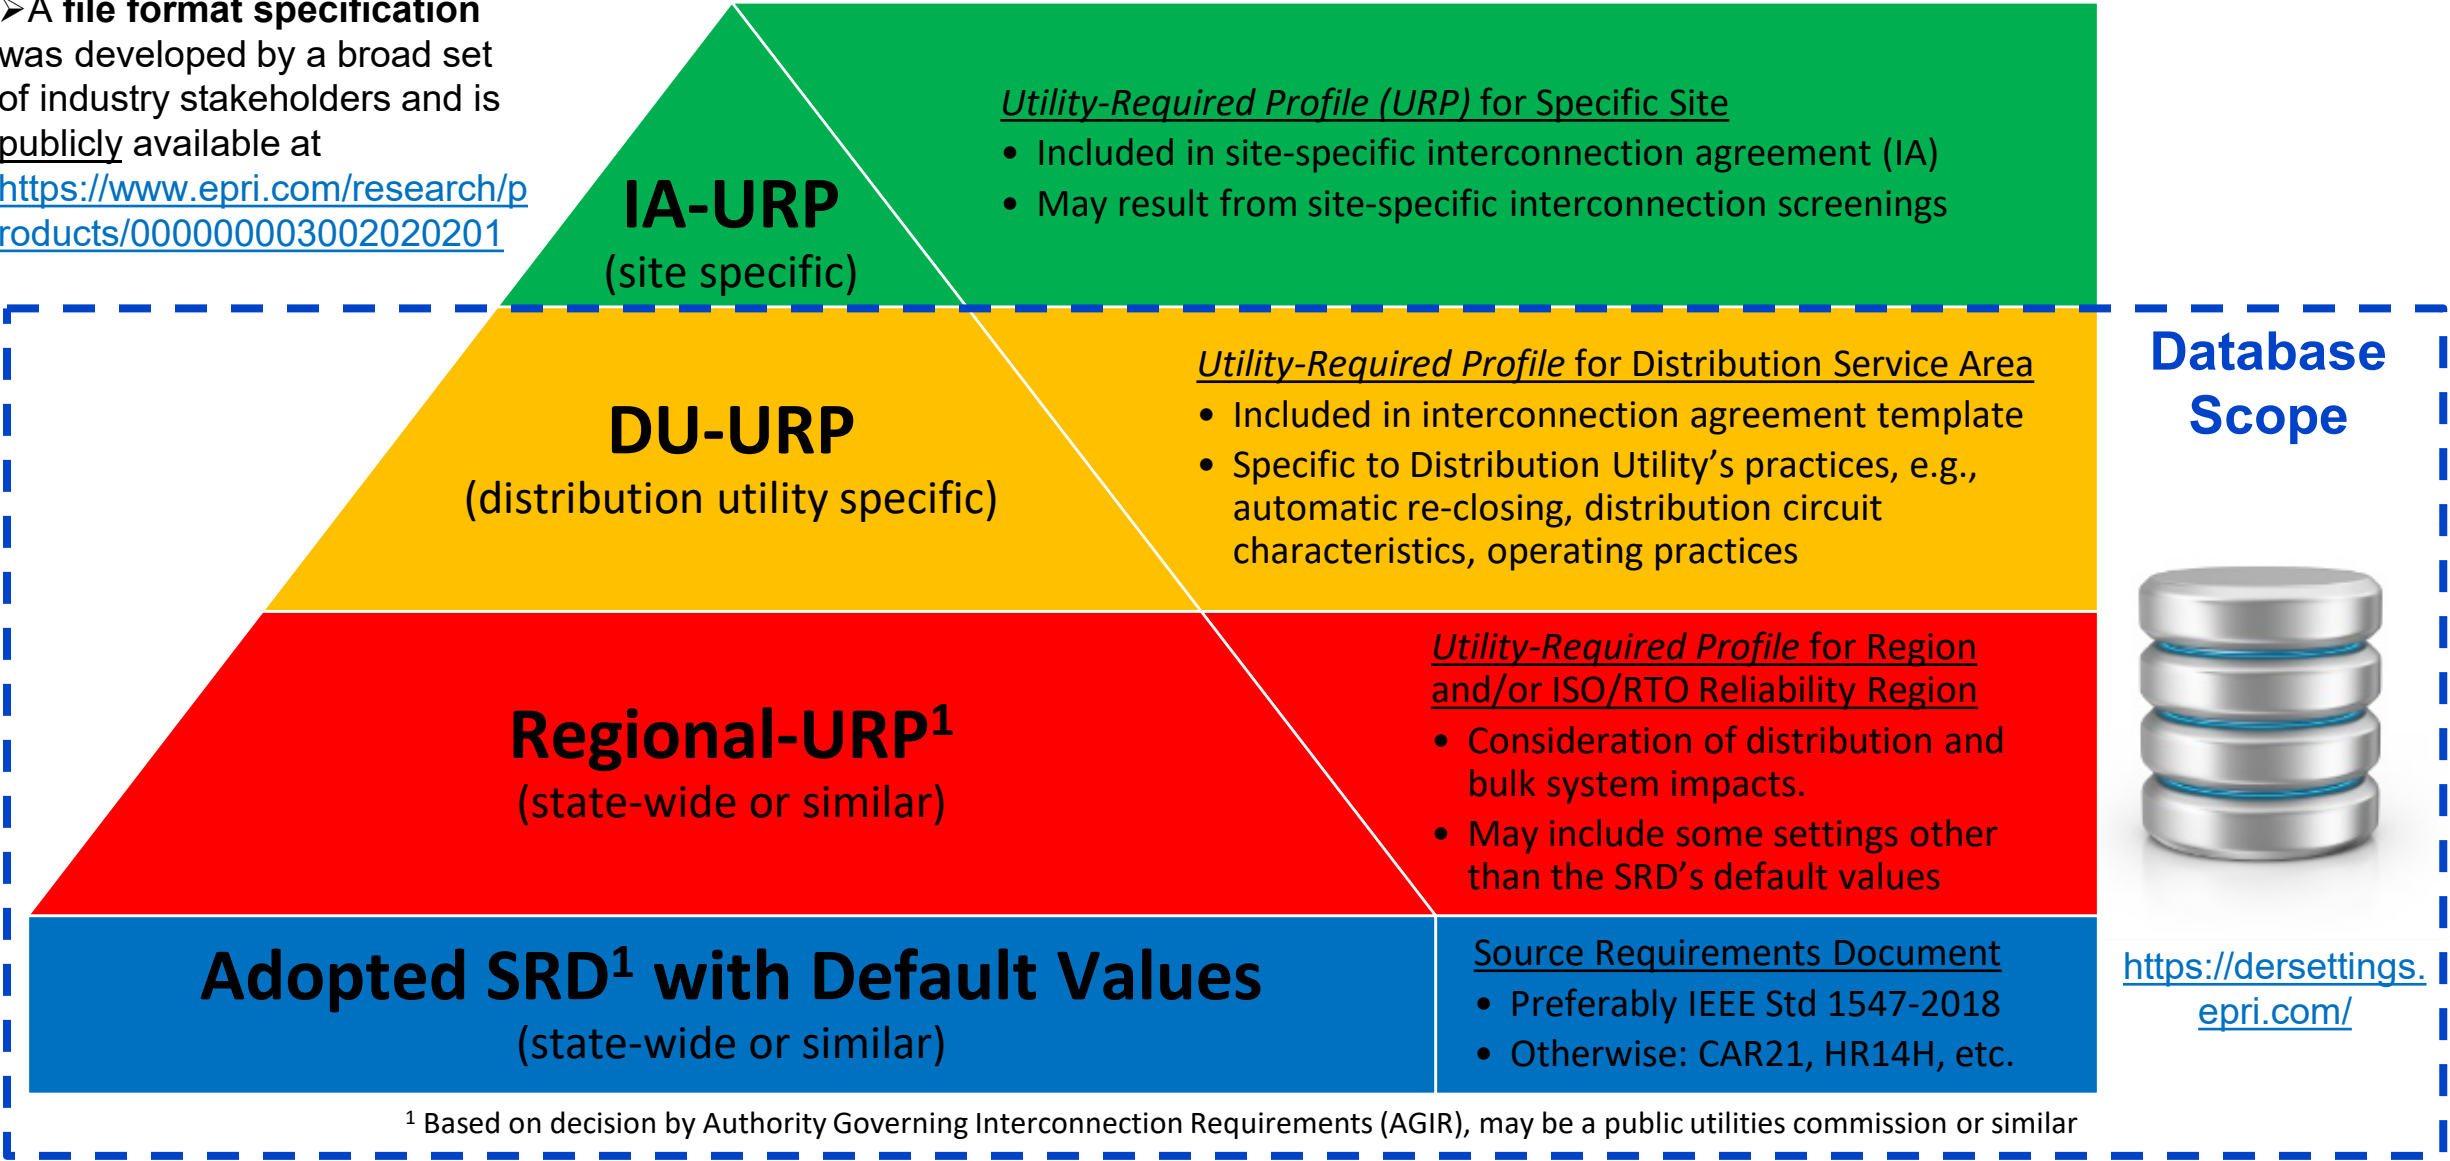 ➢A file format specification
was developed by a broad set
of industry stakeholders and is
publicly available at
https://www.epri.com/research/p
roducts/000000003002020201
IA-URP
(site specific)
Utility-Required Profile (URP) for Specific Site
• Included in site-specific interconnection agreement (IA)
• May result from site-specific interconnection screenings
DU-URP
(distribution utility specific)
Utility-Required Profile for Distribution Service Area
• Included in interconnection agreement template
• Specific to Distribution Utility’s practices, e.g.,
automatic re-closing, distribution circuit
characteristics, operating practices
Database
Scope
Regional-URP¹
(state-wide or similar)
Utility-Required Profile for Region
and/or ISO/RTO Reliability Region
• Consideration of distribution and
bulk system impacts.
• May include some settings other
than the SRD’s default values
Adopted SRD¹ with Default Values
(state-wide or similar)
Source Requirements Document
• Preferably IEEE Std 1547-2018
• Otherwise: CAR21, HR14H, etc.
https://dersettings.
epri.com/
¹ Based on decision by Authority Governing Interconnection Requirements (AGIR), may be a public utilities commission or similar